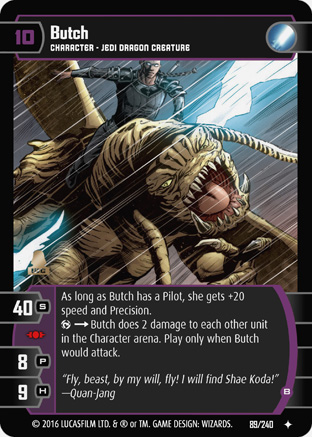 10
Butch
CHARACTER - JEDI DRAGON CREATURE
40 S
As long as Butch has a Pilot, she gets +20
speed and Precision.
Butch does 2 damage to each other unit
in the Character arena. Play only when Butch
would attack.
8 P
9 H
"Fly, beast, by my will, fly! I will find Shae Koda!"
—Quan-Jang
B
© 2016 LUCASFILM LTD. & ® OR TM. GAME DESIGN: WIZARDS.
89/240